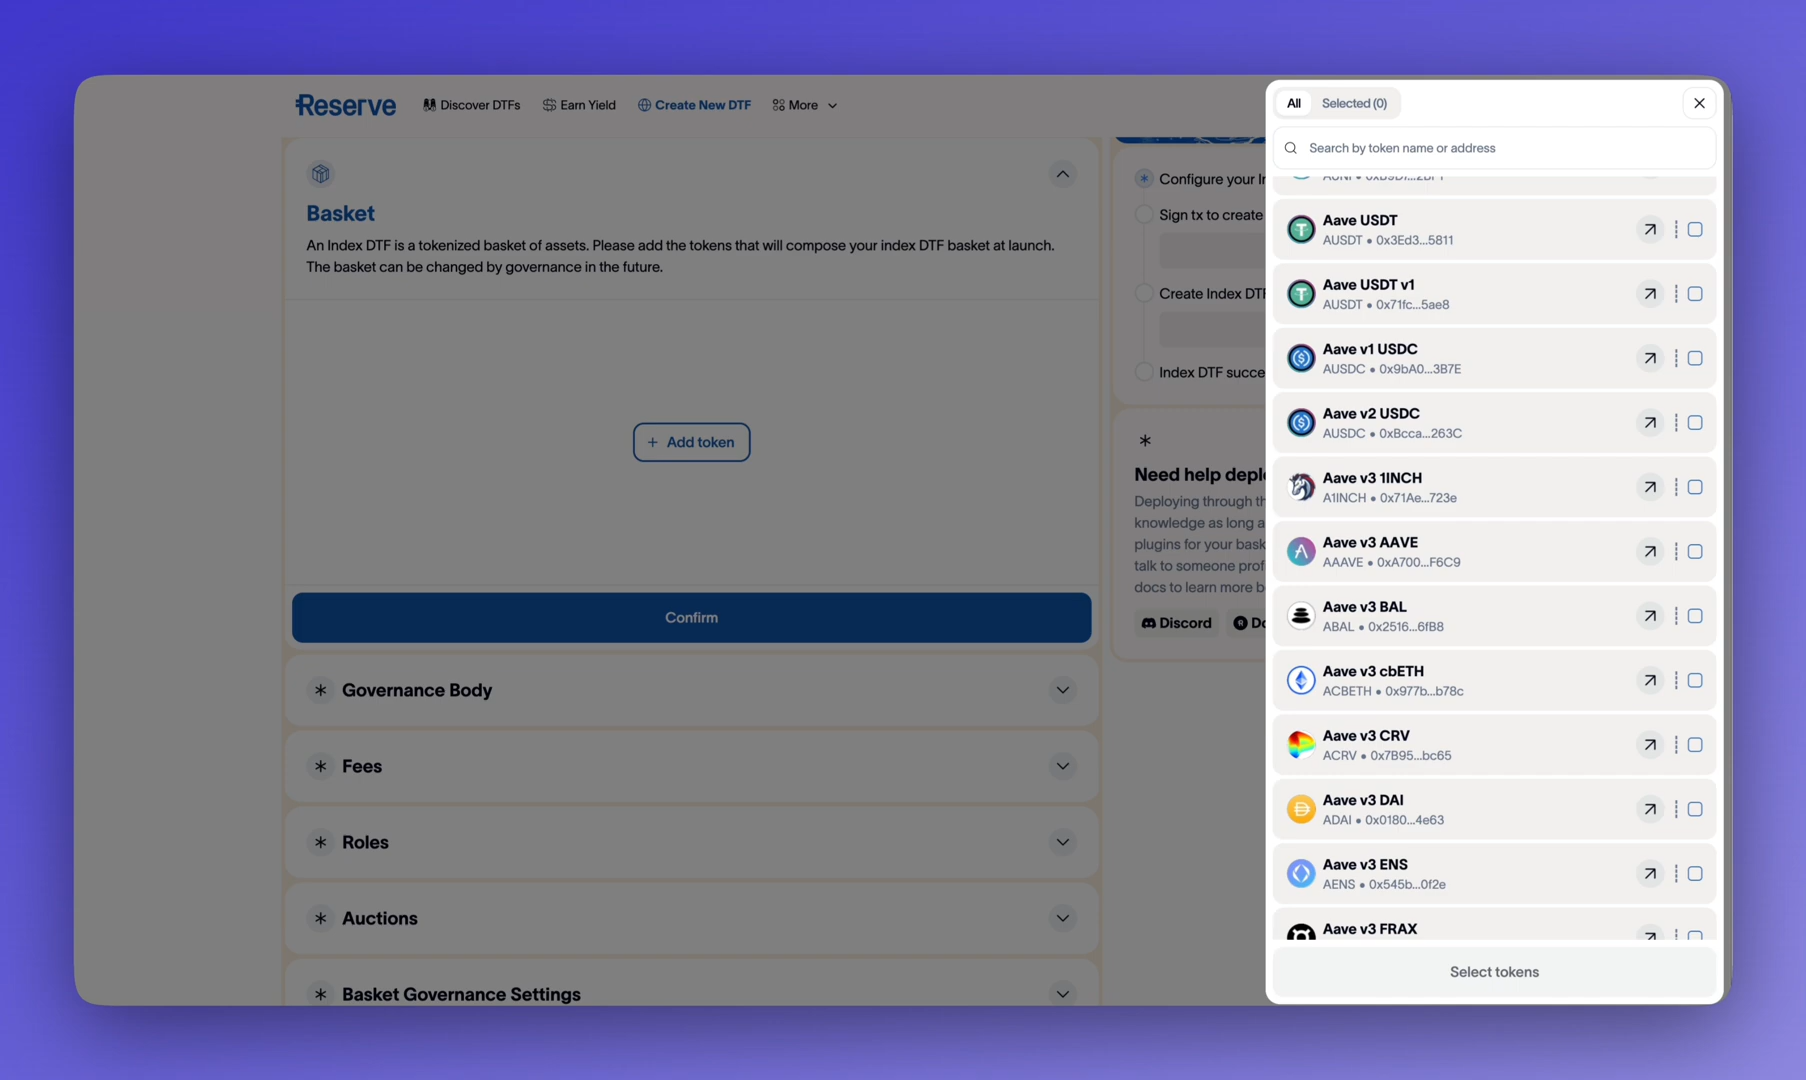 Reserve
Discover DTFs
Earn Yield
Create New DTF
More
Basket
An Index DTF is a tokenized basket of assets. Please add the tokens that will compose your index DTF basket at launch.
The basket can be changed by governance in the future.
+ Add token
Confirm
Governance Body
Fees
Roles
Auctions
Basket Governance Settings
Configure your
Sign tx to create
Create Index DTF
Index DTF
Need help
Deploying through
knowledge as long a
plugins for your
talk to someone
docs to learn more
Discord
All
Selected (0)
Search by token name or address
Aave USDT
AUSDT • 0x3Ed3...5811
Aave USDT v1
AUSDT • 0x71fc...5ae8
Aave v1 USDC
AUSDC • 0x9bA0...3B7E
Aave v2 USDC
AUSDC • 0xBcca...263C
Aave v3 1INCH
A1INCH • 0x71Ae...723e
Aave v3 AAVE
AAAVE • 0xA700...F6C9
Aave v3 BAL
ABAL • 0x2516...6fB8
Aave v3 cbETH
ACBETH • 0x977b...b78c
Aave v3 CRV
ACRV • 0x7B95...bc65
Aave v3 DAI
ADAI • 0x0180...4e63
Aave v3 ENS
AENS • 0x545b...0f2e
Aave v3 FRAX
Select tokens